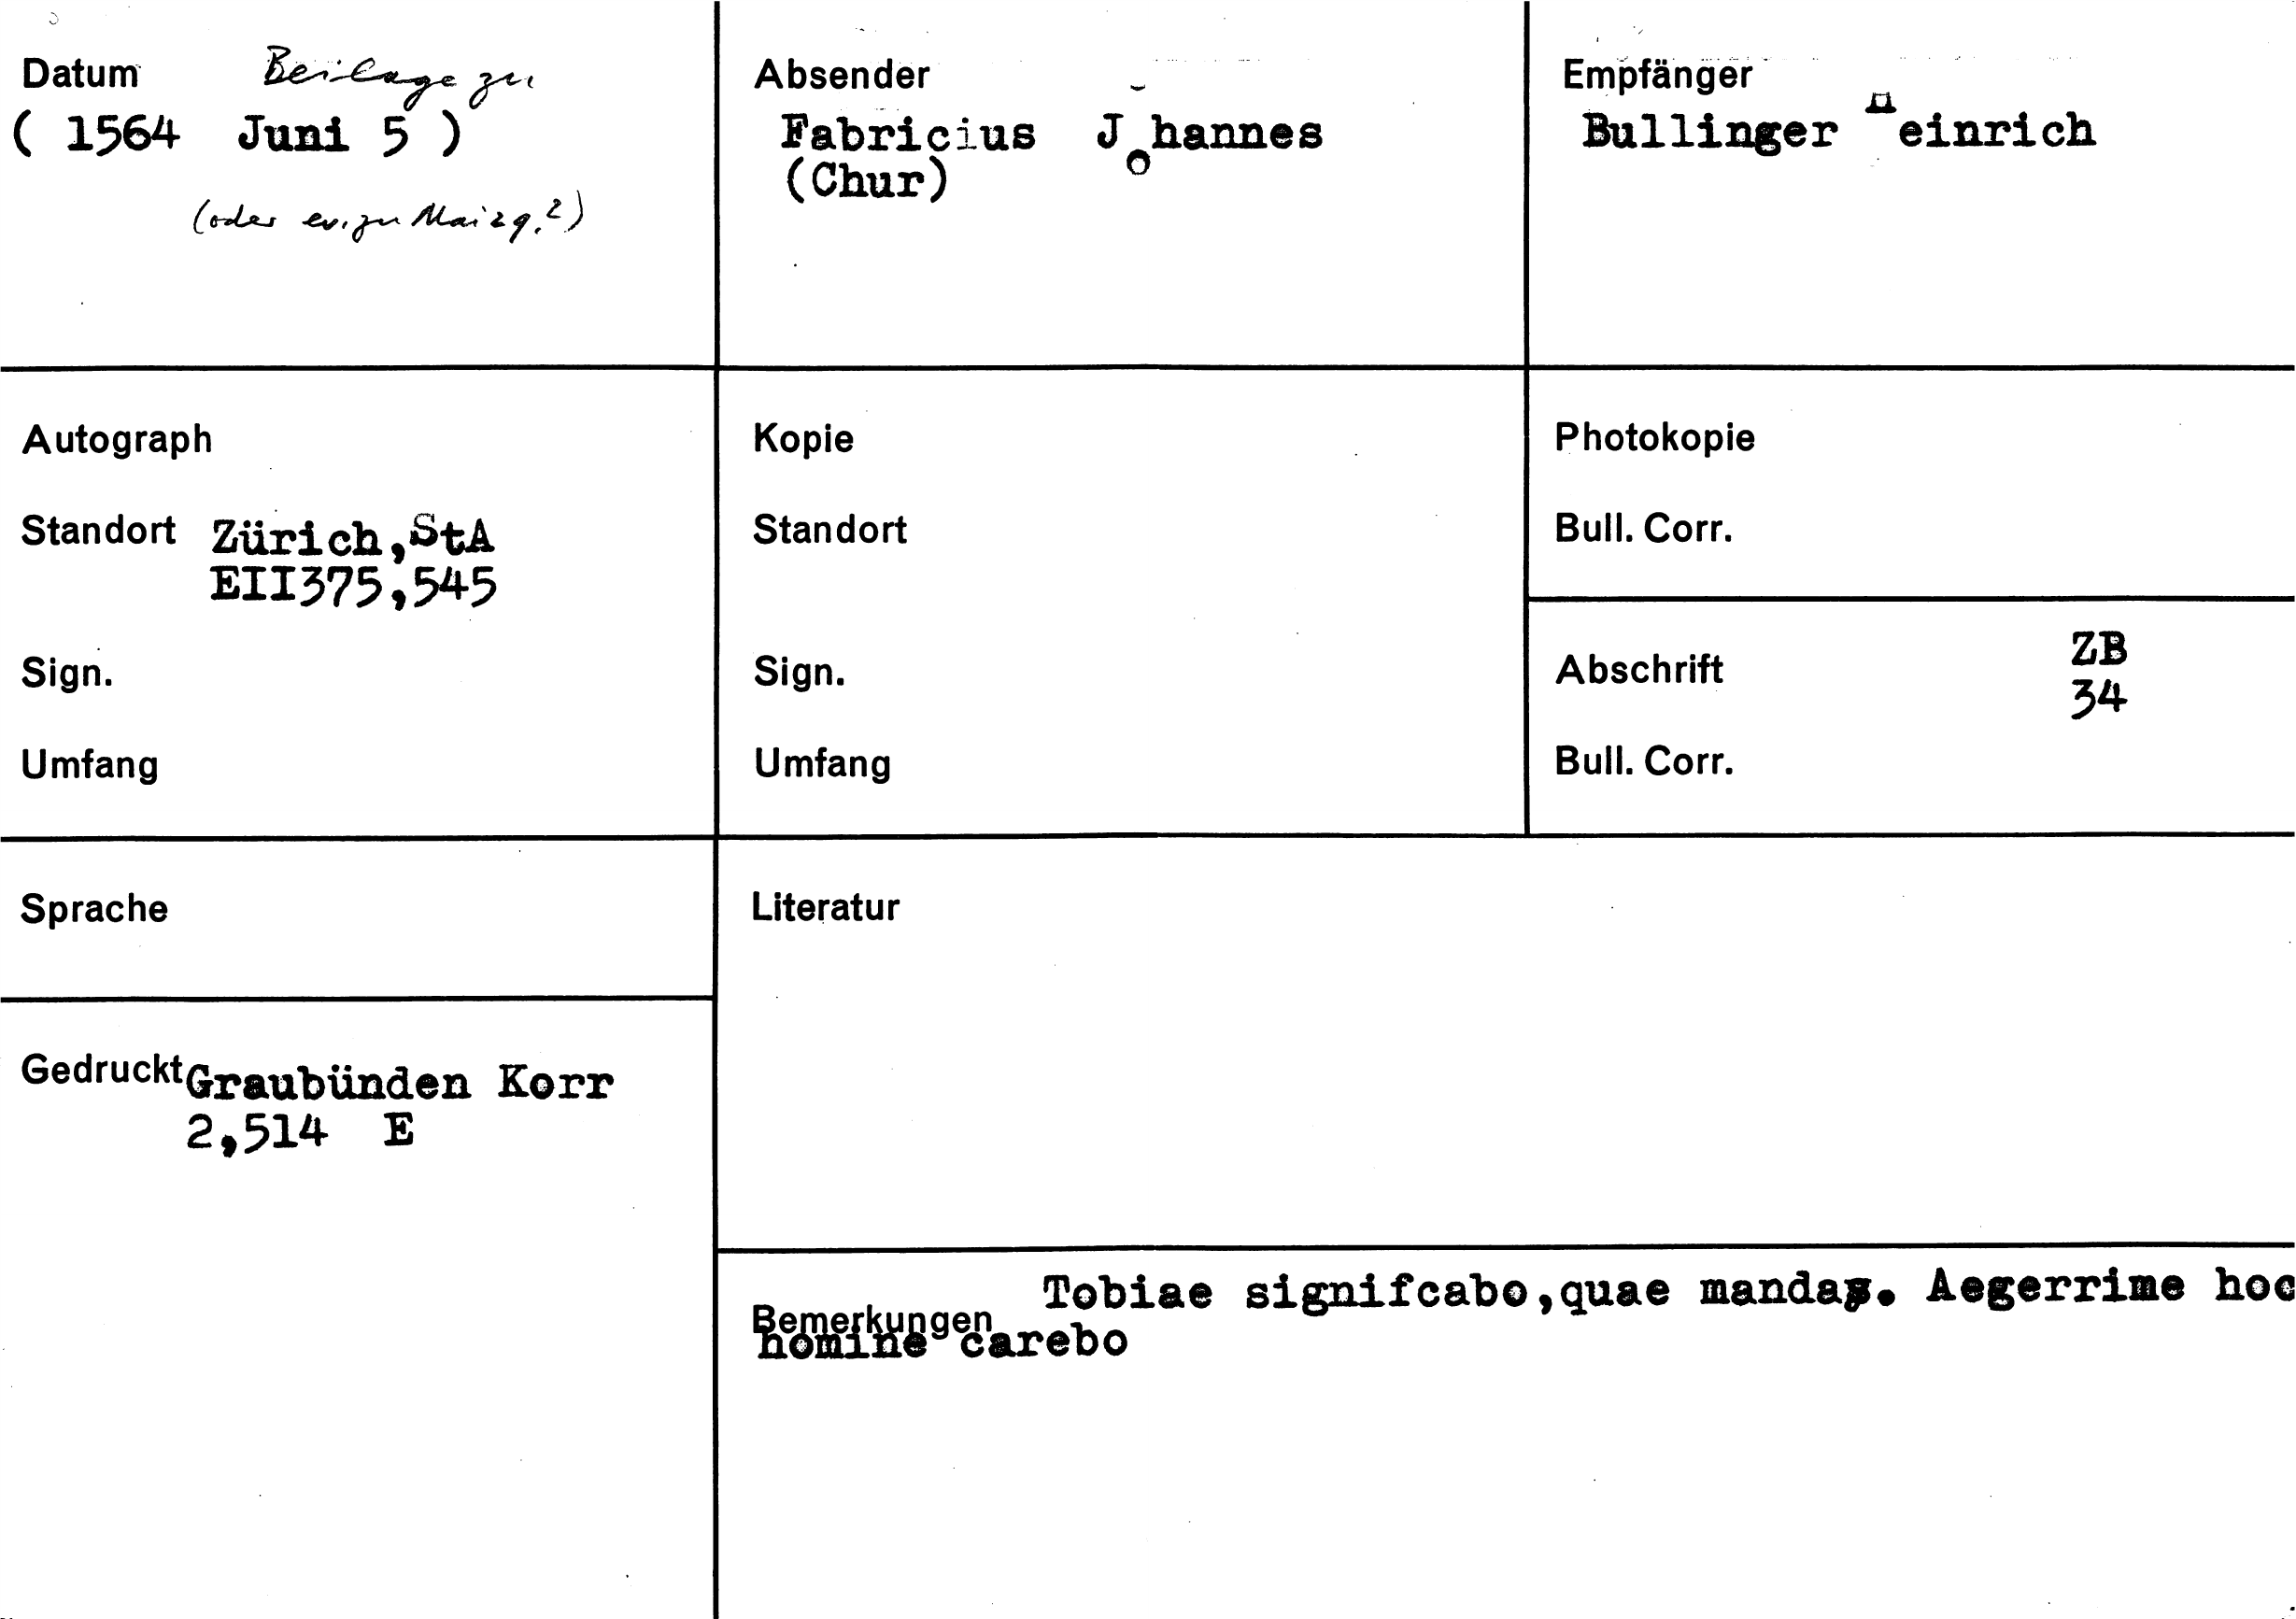 Datum Beilage zu
( 1564 Juni 5 )
(oder ev. zu Mai 29.?)
Absender
Fabricius Johannes
(Chur)
Empfänger
Bullinger Heinrich
Autograph
Standort Zürich,StA
EII375,545
Sign.
Umfang
Kopie
Standort
Sign.
Umfang
Photokopie
Bull. Corr.
Abschrift ZB
34
Bull. Corr.
Sprache
Gedruckt Graubünden Korr
2,514 E
Literatur
Bemerkungen Tobiae signifcabo,quae mandas. Aegerrime hoc
homine carebo